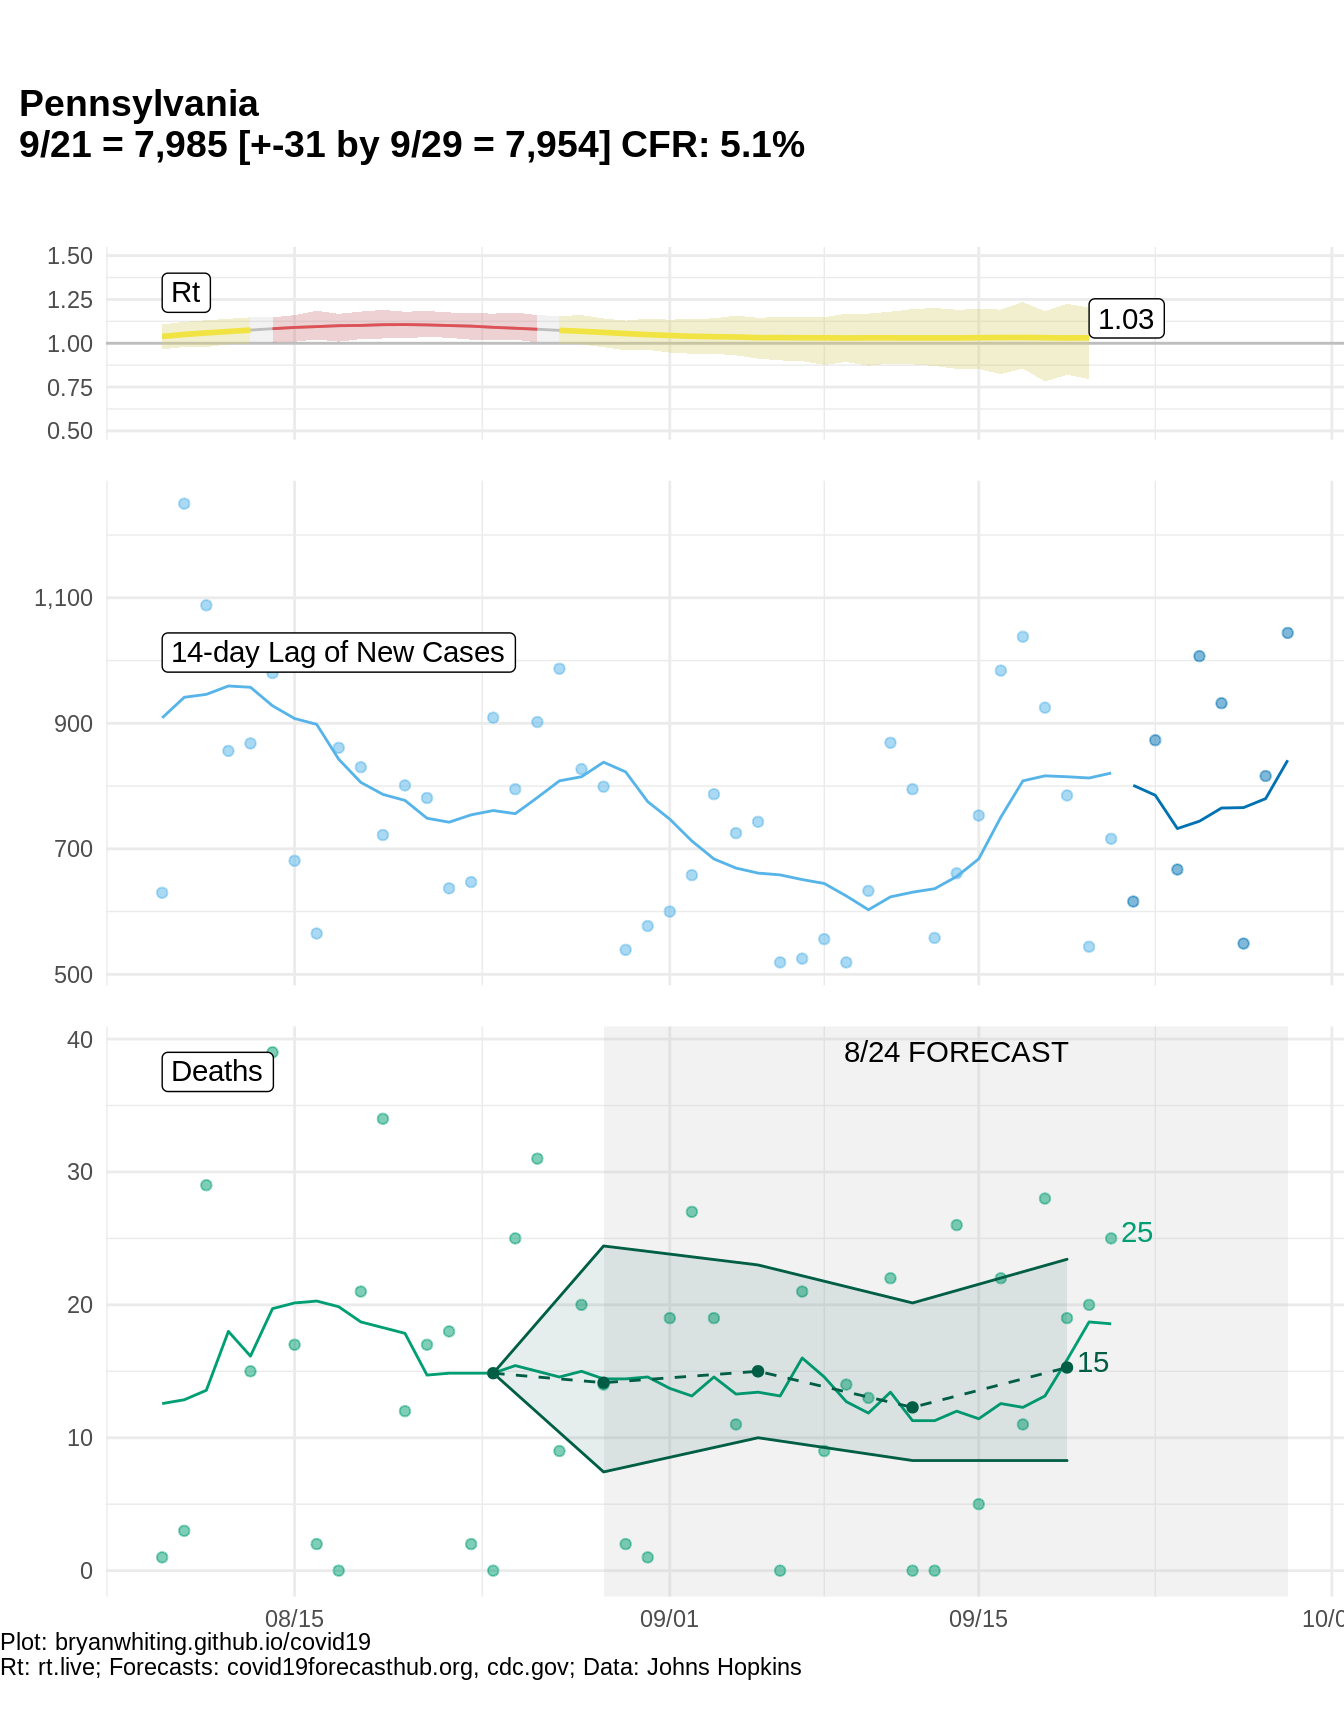 Pennsylvania
9/21 = 7,985 [+-31 by 9/29 = 7,954] CFR: 5.1%
1.50
Rt
1.25
1.03
1.00
0.75
0.50
1,100
14-day Lag of New Cases
900
700
500
40
8/24 FORECAST
Deaths
30
25
20
15
10
0
08/15
09/01
09/15
10/0
Plot: bryanwhiting.github.io/covid19
Rt: rt.live; Forecasts: covid19forecasthub.org, cdc.gov; Data: Johns Hopkins